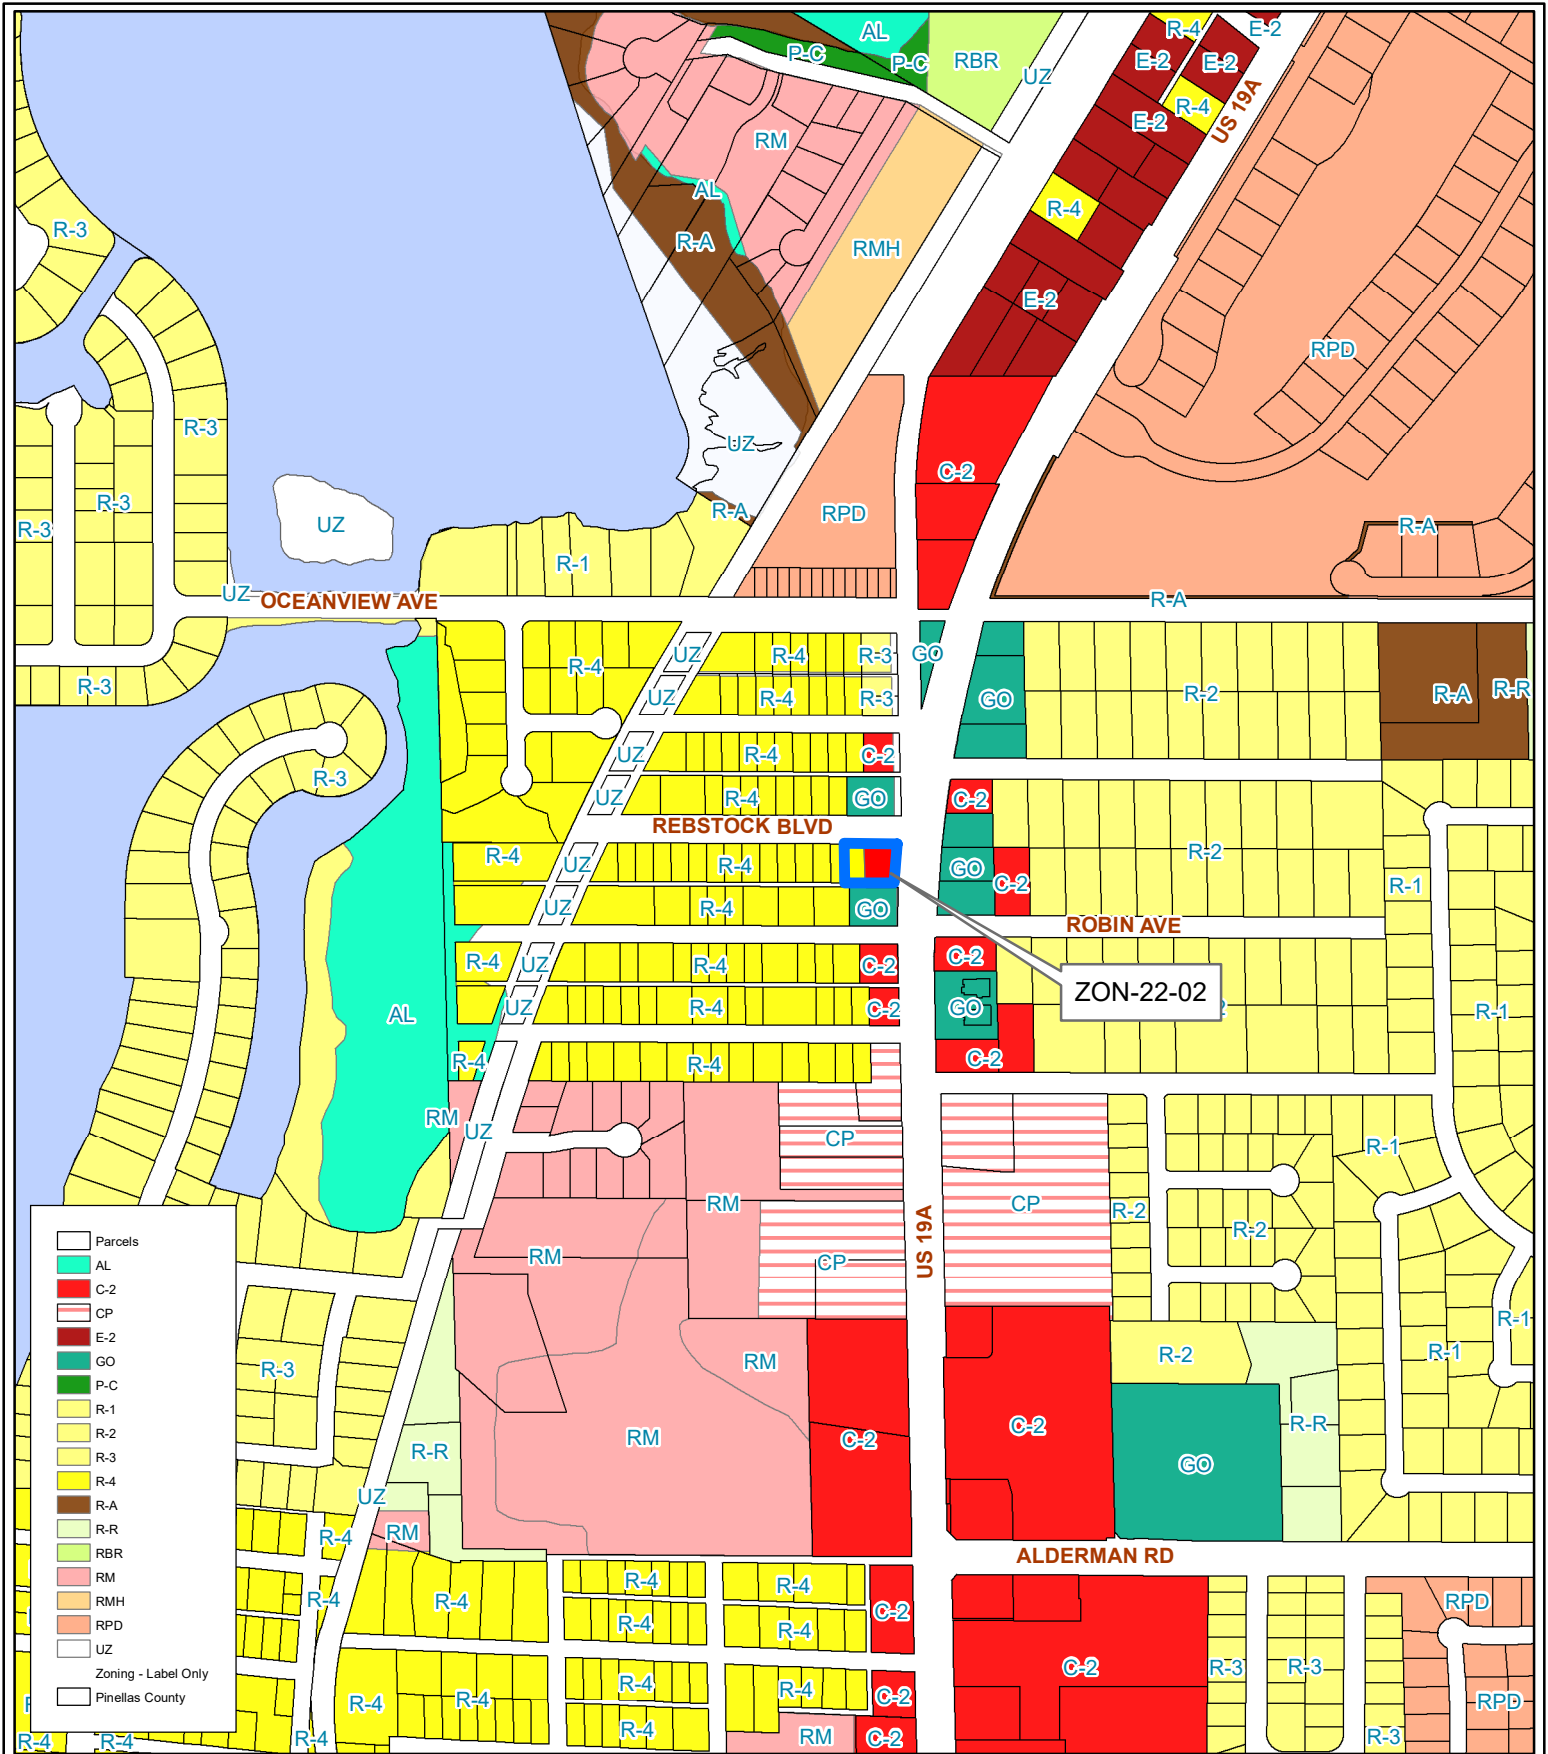 AL
R-4
E-2
P-C
P-C
RBR
E-2
E-2
UZ
R-4
US 19A
E-2
RM
AL
R-4
R-3
R-A
RMH
E-2
RPD
R-3
UZ
C-2
R-3
R-3
R-A
RPD
UZ
R-A
R-1
UZ
OCEANVIEW AVE
R-A
UZ
R-4
R-3
GO
R-4
R-3
UZ
R-4
R-3
GO
R-2
R-A
R-R
UZ
R-4
C-2
R-3
UZ
R-4
GO
C-2
REBSTOCK BLVD
R-4
UZ
R-4
GO
C-2
R-2
R-1
UZ
R-4
GO
ROBIN AVE
R-4
UZ
R-4
C-2
C-2
ZON-22-02
AL
UZ
R-4
C-2
GO
R-1
R-4
R-4
C-2
RM
UZ
CP
R-1
RM
CP
R-2
R-2
US 19A
RM
CP
R-1
R-3
RM
R-2
R-1
R-R
RM
C-2
C-2
R-R
GO
UZ
R-4
RM
ALDERMAN RD
R-4
R-4
R-4
R-4
R-4
R-4
C-2
RPD
R-4
R-4
R-4
R-4
C-2
C-2
R-3
R-3
RPD
R-4
R-4
R-4
R-4
RM
C-2
R-3
Parcels
AL
C-2
CP
E-2
GO
P-C
R-1
R-2
R-3
R-4
R-A
R-R
RBR
RM
RMH
RPD
UZ
Zoning - Label Only
Pinellas County